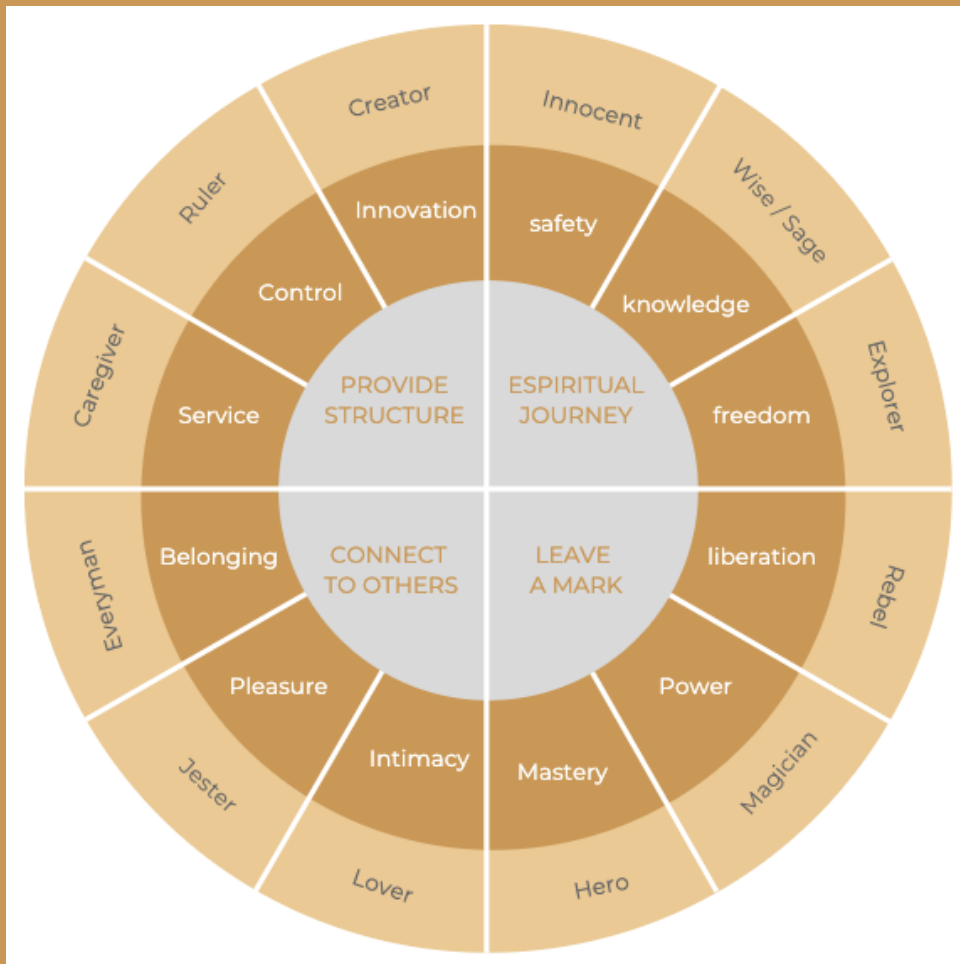 Creator
Innocent
Ruler
Wise / Sage
Innovation
safety
Control
knowledge
Caregiver
Explorer
PROVIDE
STRUCTURE
ESPIRITUAL
JOURNEY
Service
freedom
Everyman
Belonging
CONNECT
TO OTHERS
LEAVE
A MARK
liberation
Rebel
Pleasure
Power
Intimacy
Mastery
Jester
Magician
Lover
Hero